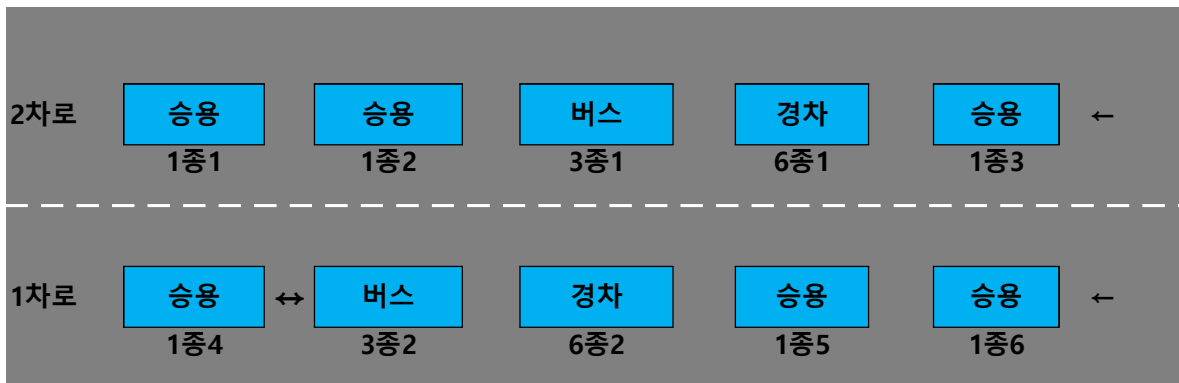 2차로 승용 승용 버스 경차 승용 ←
1종1 1종2 3종1 6종1 1종3
1차로 승용 ↔ 버스 경차 승용 승용 ←
1종4 3종2 6종2 1종5 1종6